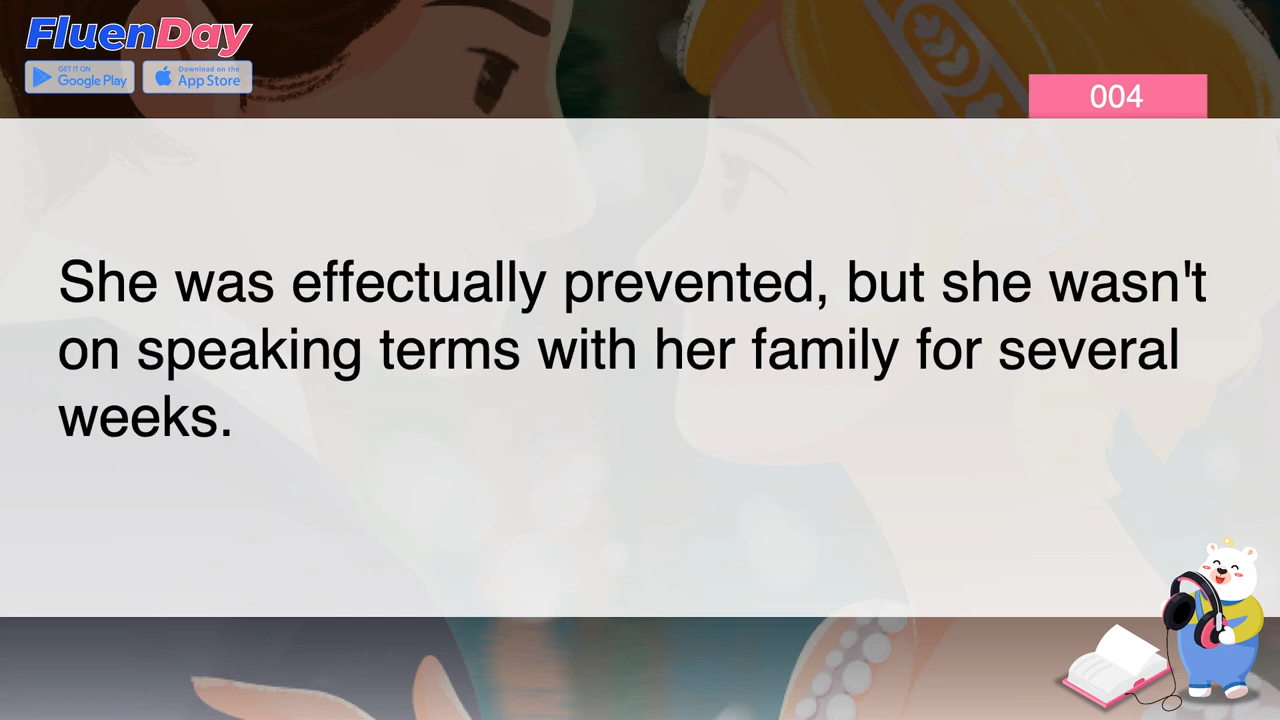 FluenDay
GET IT ON
Google Play
Download on the
App Store
004
She was effectually prevented, but she wasn't
on speaking terms with her family for several
weeks.